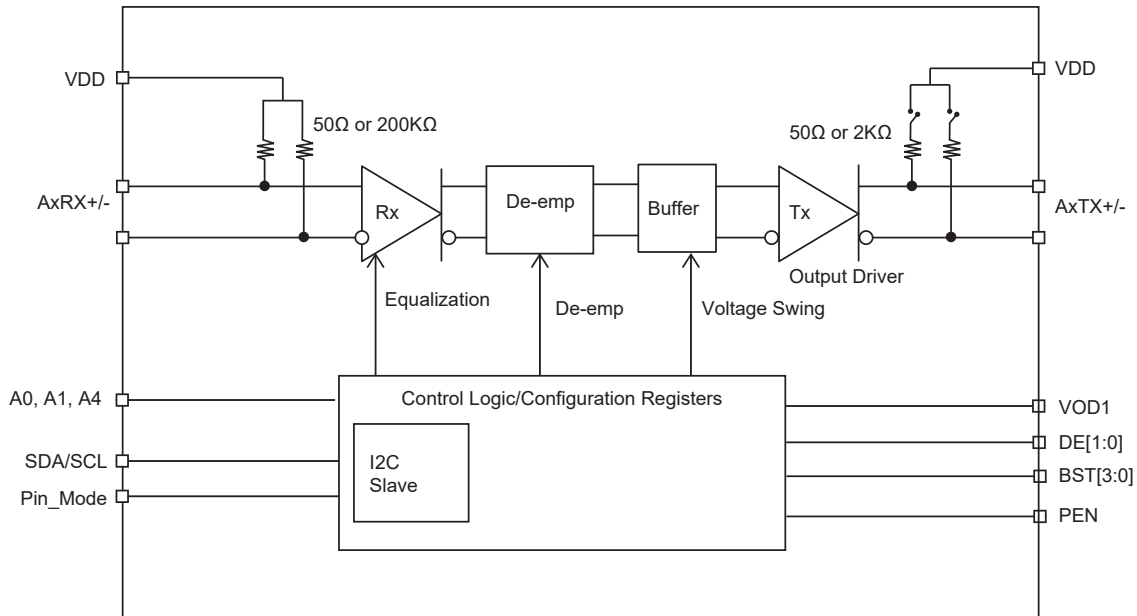 VDD
VDD
50Ω or 200KΩ
50Ω or 2KΩ
AxRX+/-
Rx
De-emp
Buffer
Tx
AxTX+/-
Output Driver
Equalization
De-emp
Voltage Swing
A0, A1, A4
Control Logic/Configuration Registers
VOD1
DE[1:0]
SDA/SCL
I2C
Slave
BST[3:0]
Pin_Mode
PEN